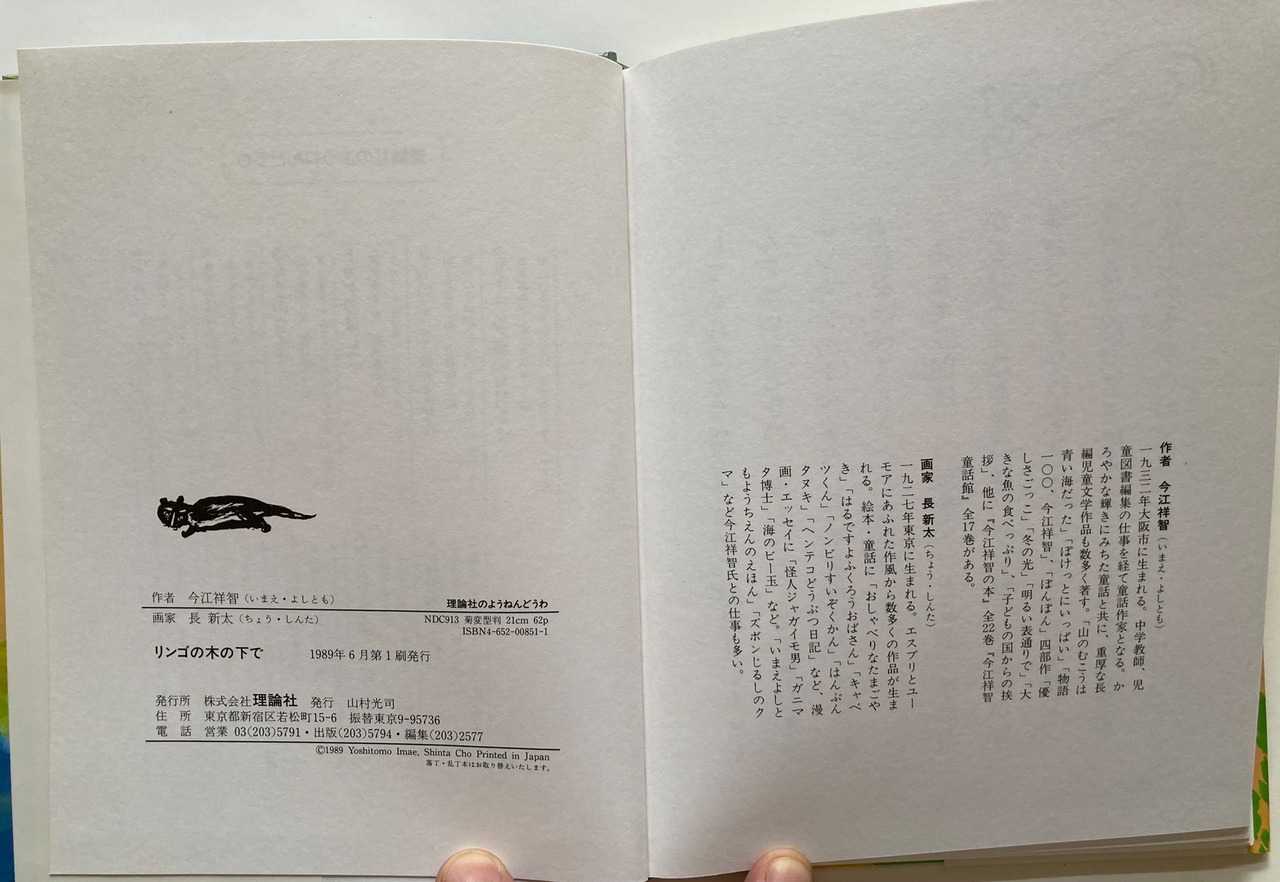 作者 今江祥智（いまえ・よしとも）
一九三二年大阪市に生まれる。中学教師、児
童図書編集の仕事を経て童話作家となる。か
ろやかな輝きにみちた童話と共に、重厚な長
編児童文学作品も数多く著す。「山のむこうは
青い海だった」「ぽけっとにいっぱい」「物語
一〇〇、今江祥智」、「ぼんぼん」四部作「優
しさごっこ」「冬の光」「明るい表通りで」「大
きな魚の食べっぷり」、「子どもの国からの挨
拶」、他に『今江祥智の本』全22巻『今江祥智
童話館』全17巻がある。
画家 長 新太（ちょう・しんた）
一九二七年東京に生まれる。エスプリとユー
モアにあふれた作風から数多くの作品が生ま
れる。絵本・童話に「おしゃべりなたまごや
き」「はるですよふくろうおばさん」「キャベ
ツくん」「ノンビリすいぞくかん」「はんぶん
タヌキ」「ヘンテコどうぶつ日記」など、漫
画・エッセイに「怪人ジャガイモ男」「ガニマ
タ博士」「海のビー玉」など。「いまえよしと
もようちえんのえほん」「ズボンじるしのク
マ」など今江祥智氏との仕事も多い。
作者 今江祥智（いまえ・よしとも）
画家 長 新太（ちょう・しんた）
理論社のようねんどうわ
NDC913 菊変型判 21cm 62p
ISBN4-652-00851-1
リンゴの木の下で 1989年6月第1刷発行
発行所 株式会社理論社 発行 山村光司
住 所 東京都新宿区若松町15-6 振替東京9-95736
電 話 営業 03(203)5791・出版(203)5794・編集(203)2577
©1989 Yoshitomo Imae, Shinta Cho Printed in Japan
落丁・乱丁本はお取り替えいたします。